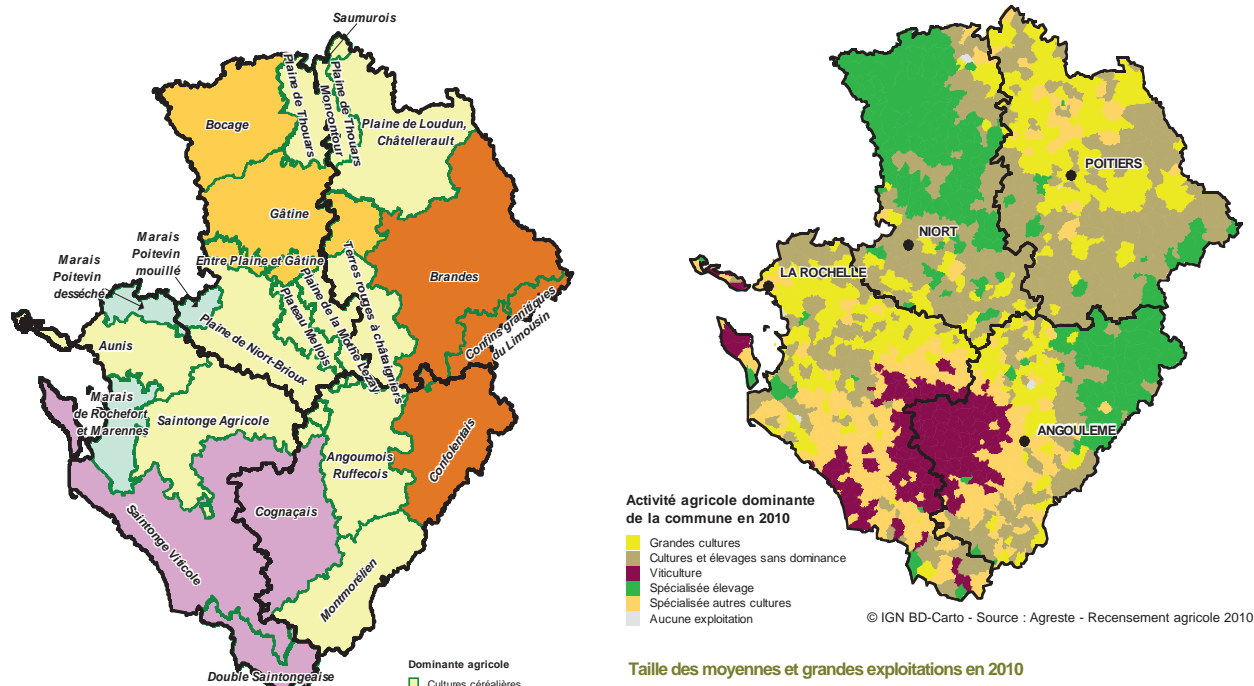 Saumurois
Plaine de Thouars
Plaine de Thouars
Moncontour
Bocage
Plaine de Loudun,
Châtellerault
Gâtine
Marais
Poitevin
mouillé
Marais
Poitevin
desséché
Entre Plaine et Gâtine
Terres rouges à châtaigniers
Brandes
Plaine de la Mothe Lezay
Plateau Mellois
Plaine de Niort-Brioux
Confins granitiques
du Limousin
Aunis
Marais
de Rochefort
et Marennes
Saintonge Agricole
Angoumois
Ruffecois
Confolentais
Cognaçais
Saintonge Viticole
Montmorélien
Double Saintongeaise
Dominante agricole
Cultures céréalières
POITIERS
NIORT
LA ROCHELLE
ANGOULEME
Activité agricole dominante
de la commune en 2010
Grandes cultures
Cultures et élevages sans dominance
Viticulture
Spécialisée élevage
Spécialisée autres cultures
Aucune exploitation
© IGN BD-Carto - Source : Agreste - Recensement agricole 2010
Taille des moyennes et grandes exploitations en 2010